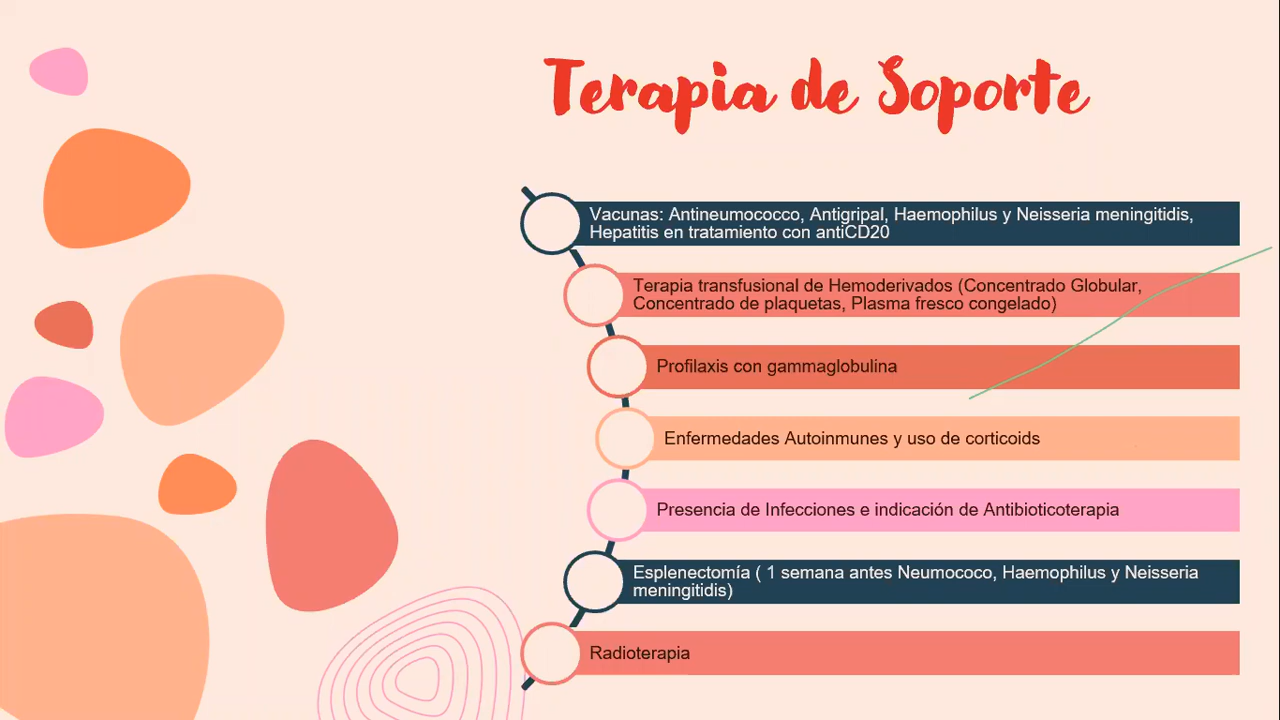 Terapia de Soporte
Vacunas: Antineumococo, Antigripal, Haemophilus y Neisseria meningitidis,
Hepatitis en tratamiento con antiCD20
Terapia transfusional de Hemoderivados (Concentrado Globular,
Concentrado de plaquetas, Plasma fresco congelado)
Profilaxis con gammaglobulina
Enfermedades Autoinmunes y uso de corticoids
Presencia de Infecciones e indicación de Antibioticoterapia
Esplenectomía ( 1 semana antes Neumococo, Haemophilus y Neisseria
meningitidis)
Radioterapia